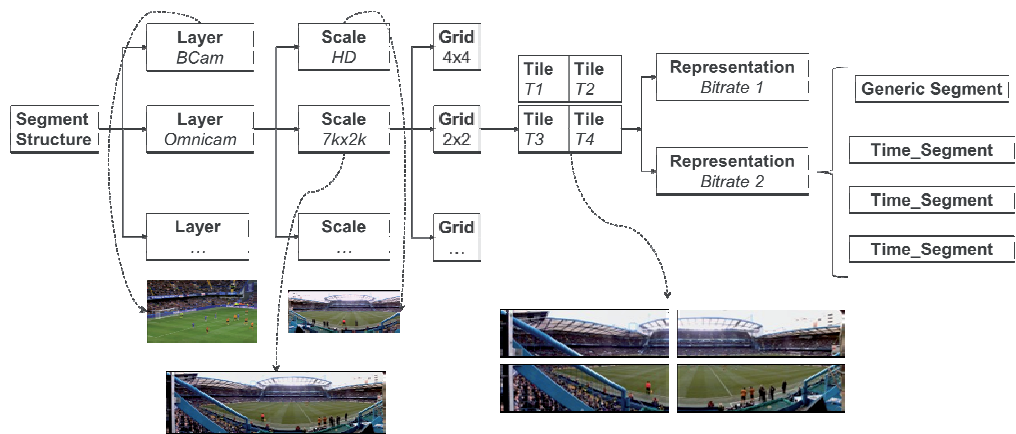 Segment
Structure
Layer
BCam
Layer
Omnicam
Layer
...
Scale
HD
Scale
7kx2k
Scale
...
Grid
4x4
Grid
2x2
Grid
...
Tile
T1
Tile
T2
Tile
T3
Tile
T4
Representation
Bitrate 1
Representation
Bitrate 2
Generic Segment
Time_Segment
Time_Segment
Time_Segment